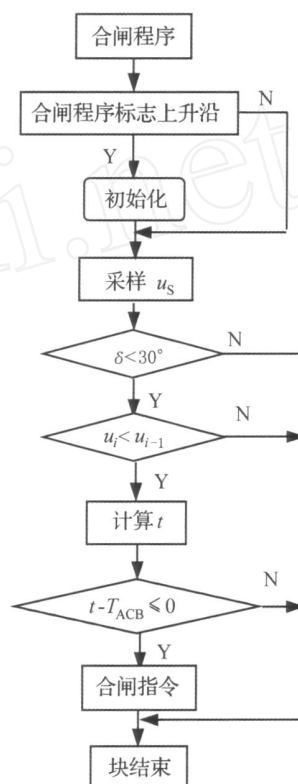 合闸程序
合闸程序标志上升沿
N
Y
初始化
采样 uS
δ<30°
N
Y
ui<ui-1
N
Y
计算t
t-TACB≤0
N
Y
合闸指令
块结束